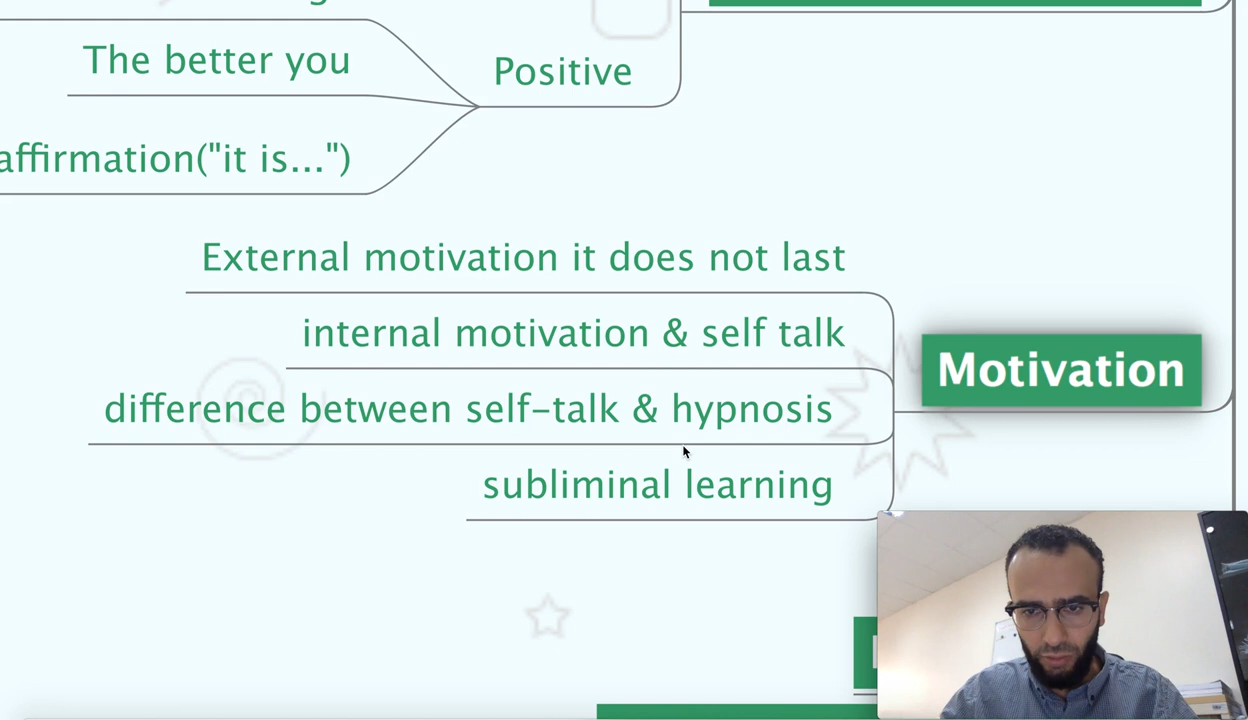 The better you
Positive
affirmation("it is...")
External motivation it does not last
internal motivation & self talk
Motivation
difference between self-talk & hypnosis
subliminal learning